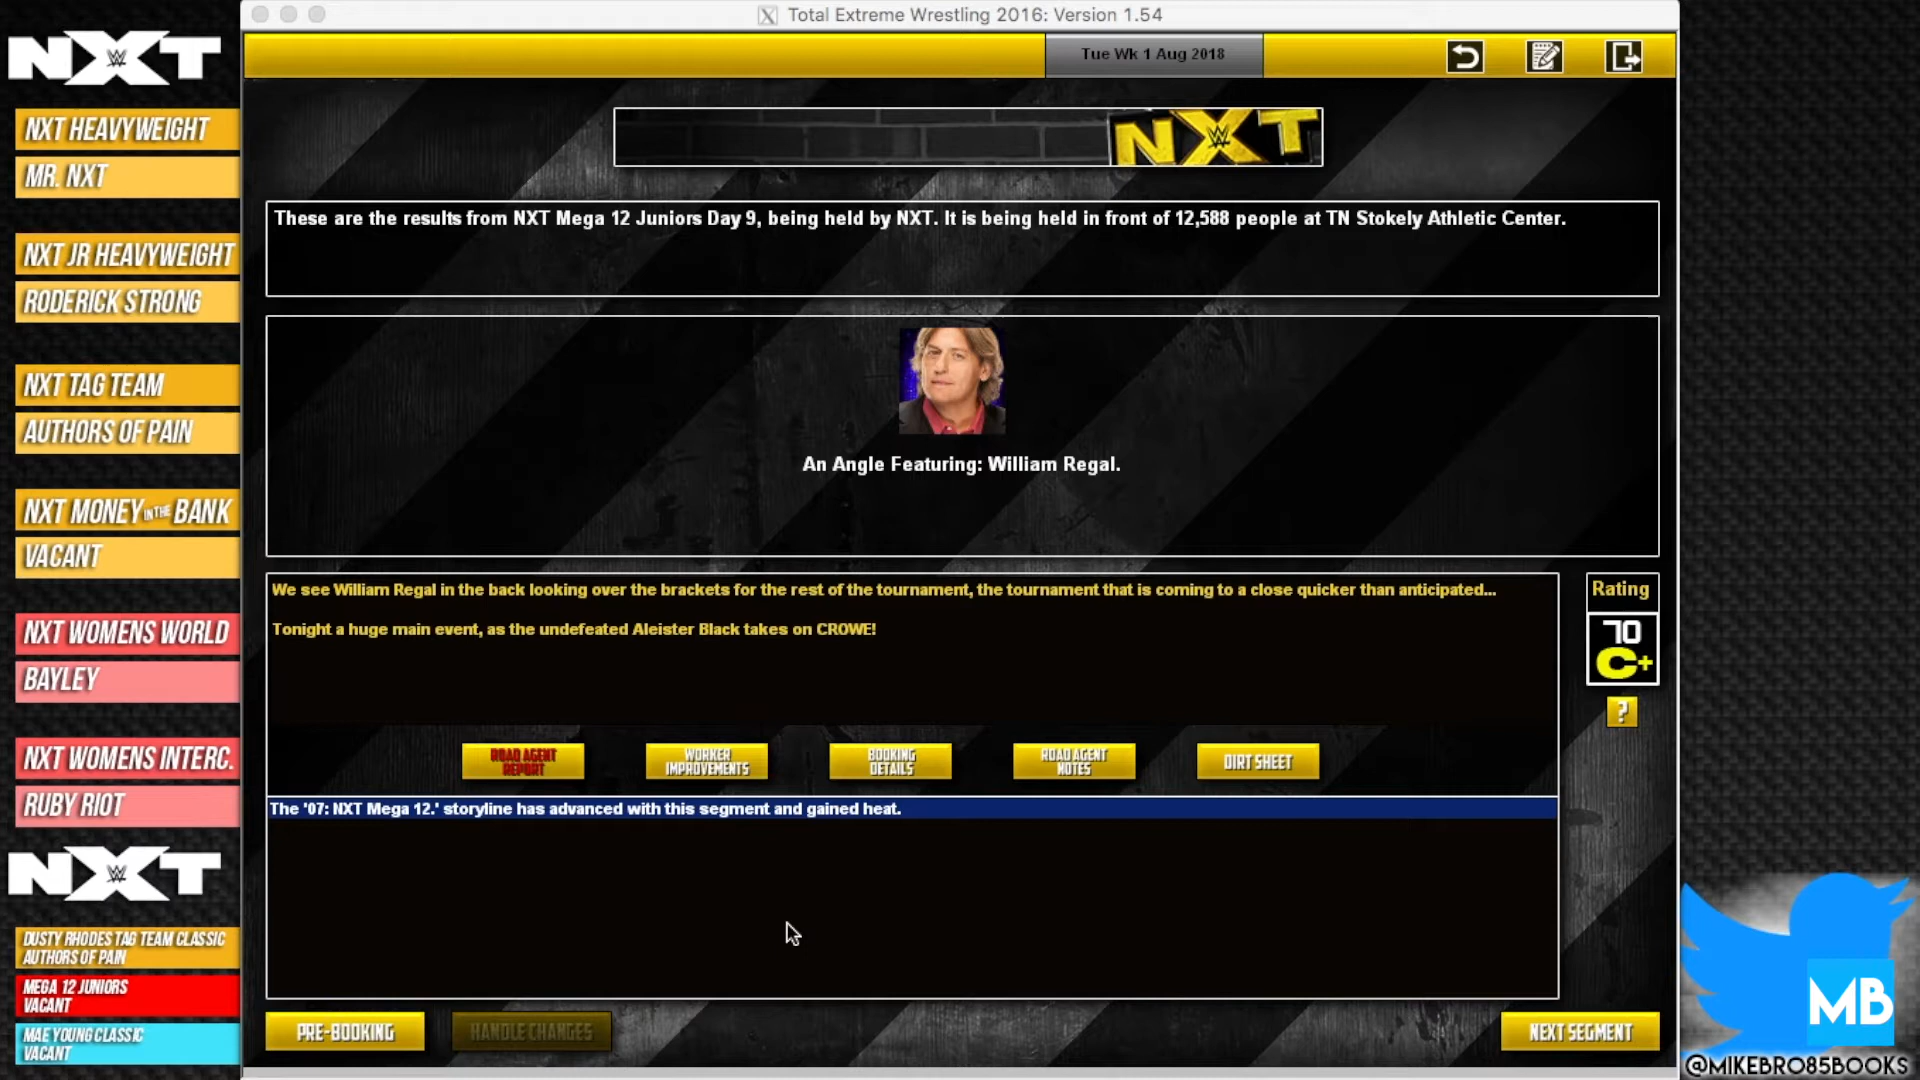 Total Extreme Wrestling 2016: Version 1.54
Tue Wk 1 Aug 2018
NXT
NXT HEAVYWEIGHT
MR. NXT
NXT JR HEAVYWEIGHT
RODERICK STRONG
NXT TAG TEAM
AUTHORS OF PAIN
NXT MONEY IN THE BANK
VACANT
NXT WOMENS WORLD
BAYLEY
NXT WOMENS INTERC.
RUBY RIOT
NXT
DUSTY RHODES TAG TEAM CLASSIC
AUTHORS OF PAIN
MEGA 12 JUNIORS
VACANT
MAE YOUNG CLASSIC
VACANT
NXT
These are the results from NXT Mega 12 Juniors Day 9, being held by NXT. It is being held in front of 12,588 people at TN Stokely Athletic Center.
An Angle Featuring: William Regal.
We see William Regal in the back looking over the brackets for the rest of the tournament, the tournament that is coming to a close quicker than anticipated...
Tonight a huge main event, as the undefeated Aleister Black takes on CROWE!
Rating
70
C+
?
ROAD AGENT
REPORT
WORKER
IMPROVEMENTS
BOOKING
DETAILS
ROAD AGENT
NOTES
DIRT SHEET
The '07: NXT Mega 12.' storyline has advanced with this segment and gained heat.
PRE-BOOKING
HANDLE CHANGES
NEXT SEGMENT
MB
@MIKEBRO85BOOKS